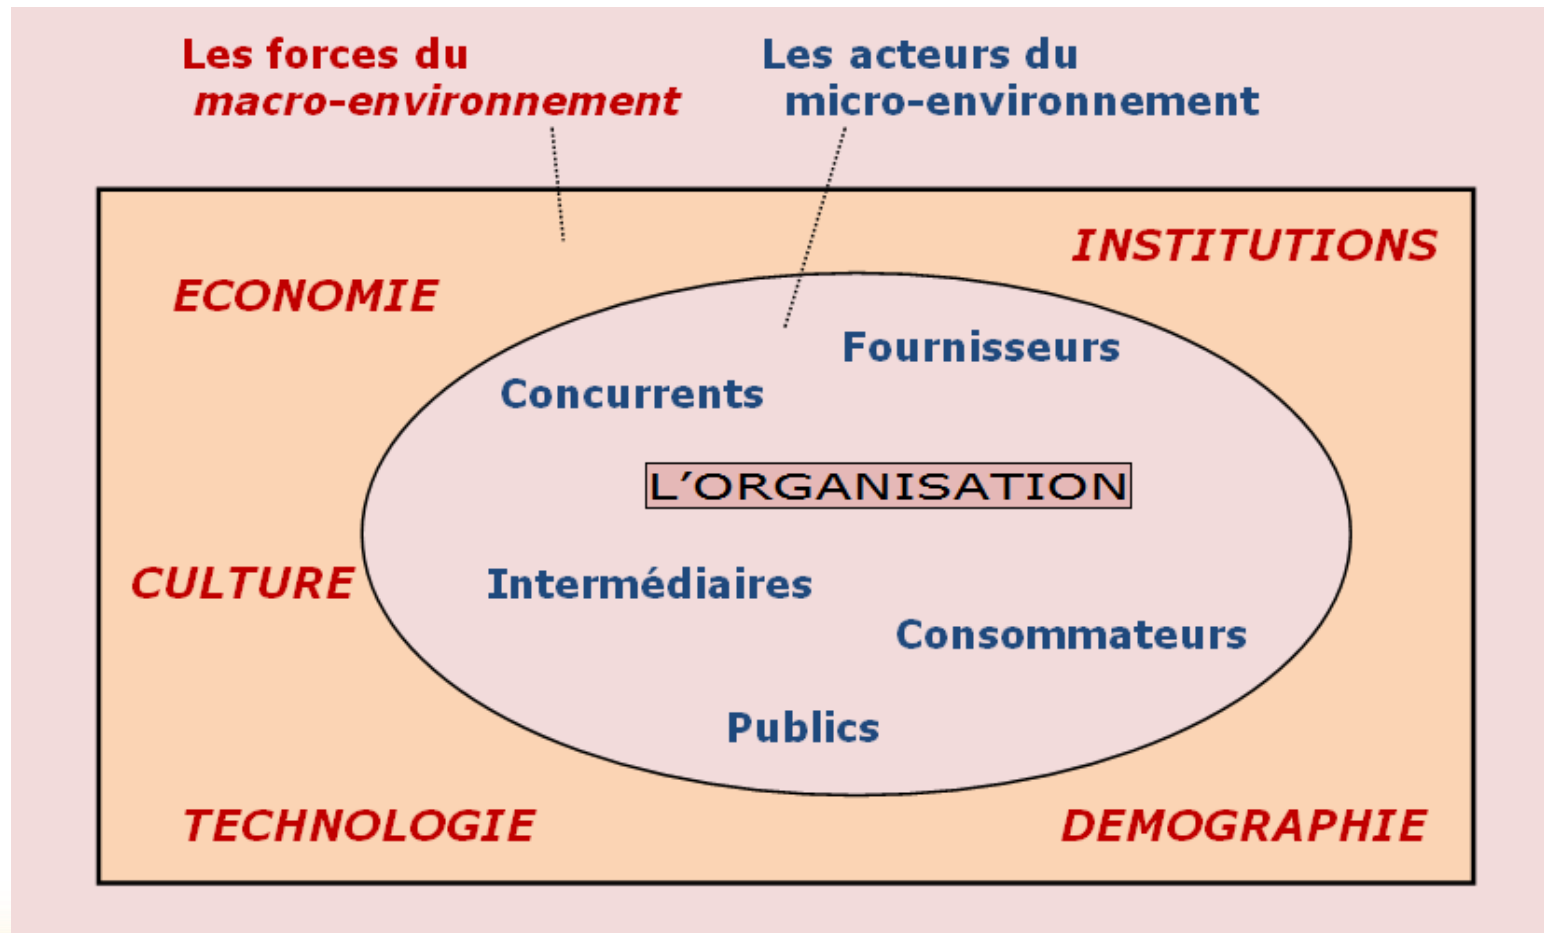 Les forces du
macro-environnement
Les acteurs du
micro-environnement
INSTITUTIONS
ECONOMIE
Fournisseurs
Concurrents
L’ORGANISATION
CULTURE
Intermédiaires
Consommateurs
Publics
TECHNOLOGIE
DEMOGRAPHIE